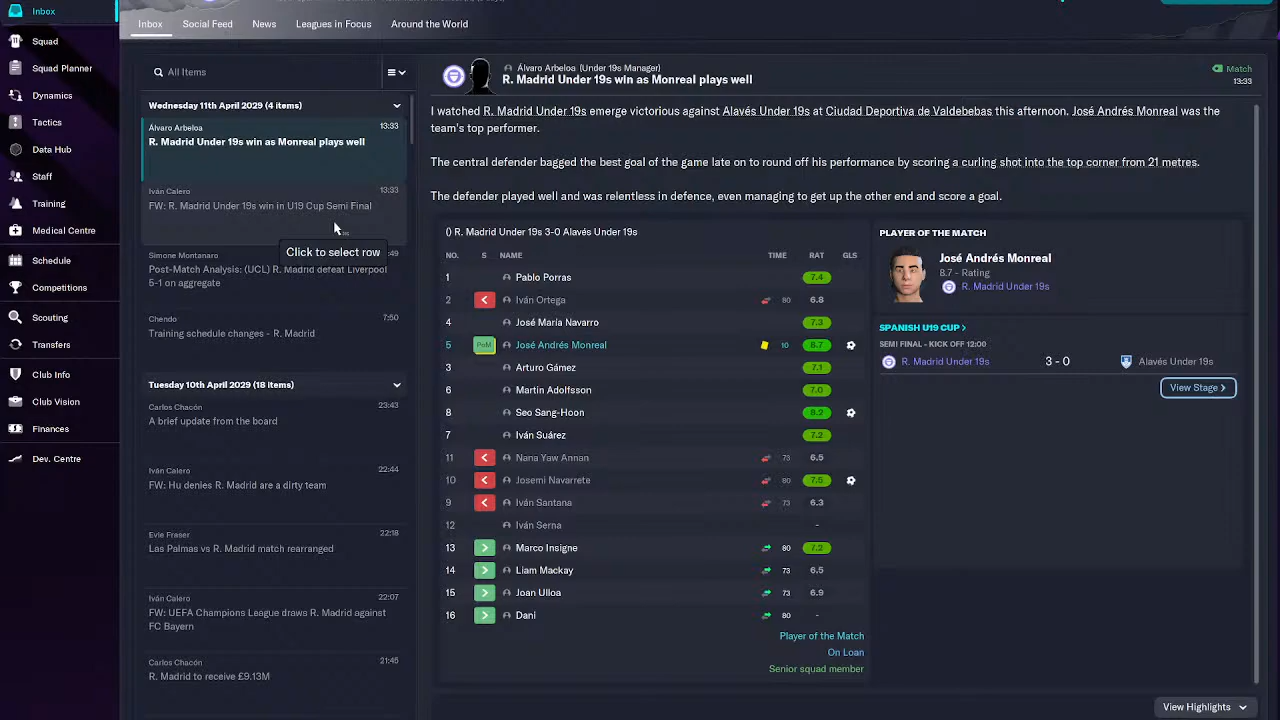 Inbox
Squad
Squad Planner
Dynamics
Tactics
Data Hub
Staff
Training
Medical Centre
Schedule
Competitions
Scouting
Transfers
Club Info
Club Vision
Finances
Dev. Centre
Inbox Social Feed News Leagues in Focus Around the World
All Items
Wednesday 11th April 2029 (4 items)
Álvaro Arbeloa 13:33
R. Madrid Under 19s win as Monreal plays well
Iván Calero 13:33
FW: R. Madrid Under 19s win in U19 Cup Semi Final
Click to select row
Simone Montanaro :49
Post-Match Analysis: (UCL) R. Madrid defeat Liverpool
5-1 on aggregate
Chendo 7:50
Training schedule changes - R. Madrid
Tuesday 10th April 2029 (18 items)
Carlos Chacón 23:43
A brief update from the board
Iván Calero 22:44
FW: Hu denies R. Madrid are a dirty team
Evie Fraser 22:18
Las Palmas vs R. Madrid match rearranged
Iván Calero 22:07
FW: UEFA Champions League draws R. Madrid against
FC Bayern
Carlos Chacón 21:45
R. Madrid to receive £9.13M
Álvaro Arbeloa (Under 19s Manager)
R. Madrid Under 19s win as Monreal plays well
Match
13:33
I watched R. Madrid Under 19s emerge victorious against Alavés Under 19s at Ciudad Deportiva de Valdebebas this afternoon. José Andrés Monreal was the
team's top performer.
The central defender bagged the best goal of the game late on to round off his performance by scoring a curling shot into the top corner from 21 metres.
The defender played well and was relentless in defence, even managing to get up the other end and score a goal.
() R. Madrid Under 19s 3-0 Alavés Under 19s
NO. S NAME TIME RAT GLS
1 Pablo Porras 7.4
2 Iván Ortega 80 6.8
4 José María Navarro 7.3
5 PoM José Andrés Monreal 10 8.7
3 Arturo Gámez 7.1
6 Martin Adolfsson 7.0
8 Seo Sang-Hoon 8.2
7 Iván Suárez 7.2
11 Nana Yaw Annan 73 6.5
10 Josemi Navarrete 80 7.5
9 Iván Santana 73 6.3
12 Iván Serna -
13 Marco Insigne 80 7.2
14 Liam Mackay 73 6.5
15 Joan Ulloa 73 6.9
16 Dani 80 -
Player of the Match
On Loan
Senior squad member
PLAYER OF THE MATCH
José Andrés Monreal
8.7 - Rating
R. Madrid Under 19s
SPANISH U19 CUP >
SEMI FINAL - KICK OFF 12:00
R. Madrid Under 19s 3 - 0 Alavés Under 19s
View Stage >
View Highlights